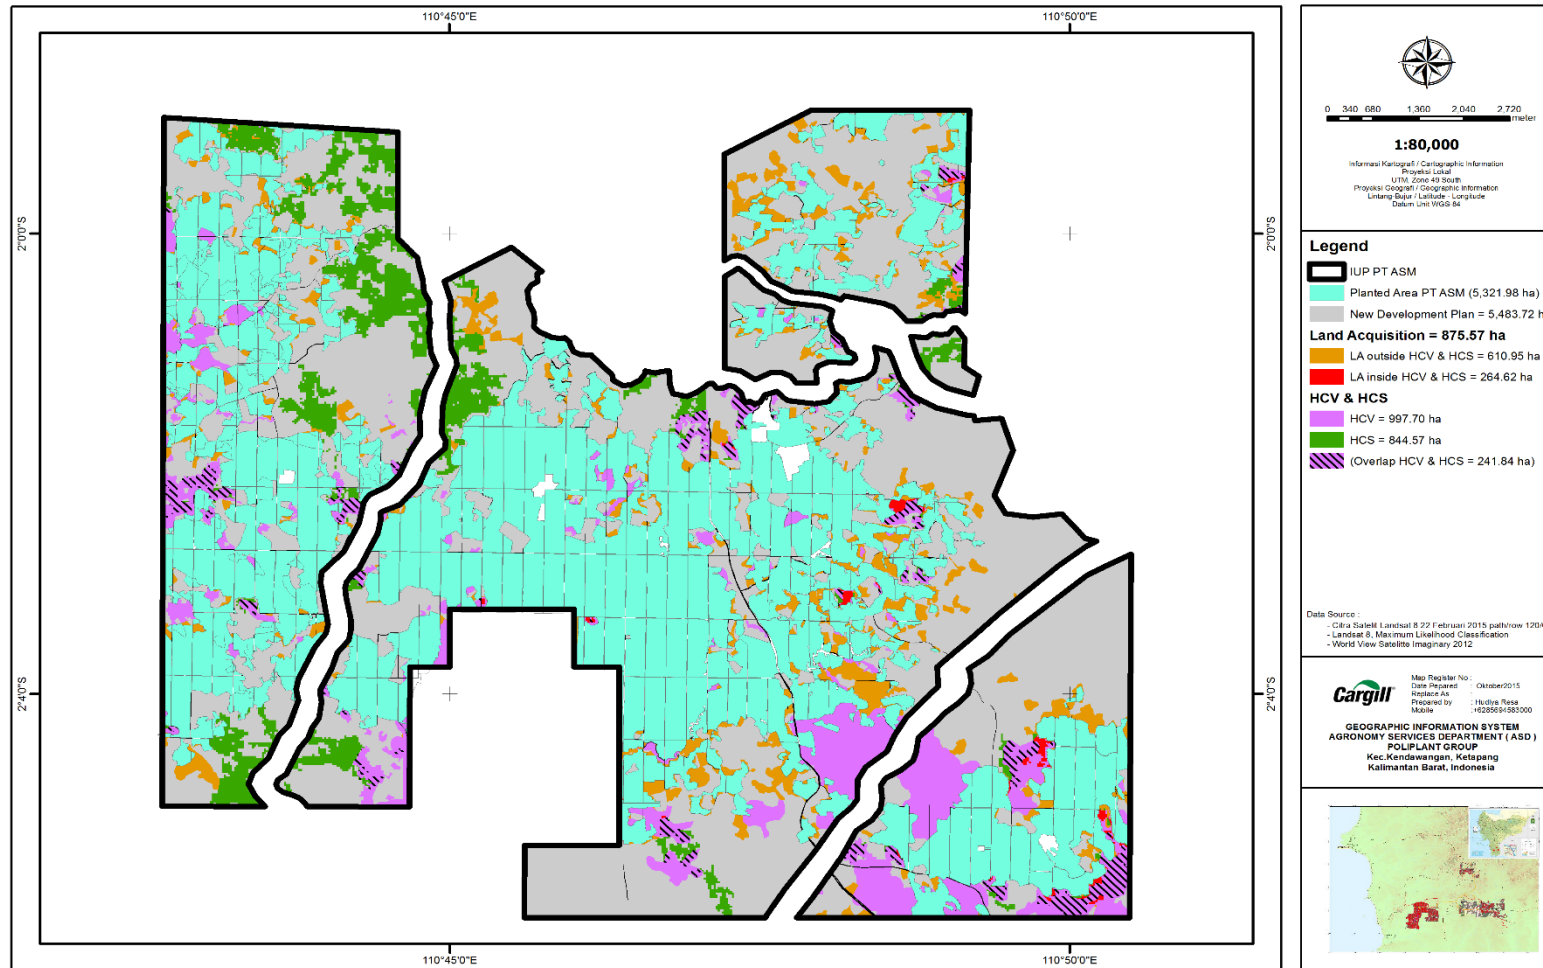 110°45'0"E
110°50'0"E
2°0'0"S
2°0'0"S
2°4'0"S
2°4'0"S
110°45'0"E
110°50'0"E
0 340 680 1,360 2,040 2,720
meter
1:80,000
Informasi Kartografi / Cartographic Information
Proyeksi Lokal
UTM, Zone 49 South
Proyeksi Geografi / Geographic Information
Lintang-Bujur / Latitude - Longitude
Datum Unit WGS 84
Legend
IUP PT ASM
Planted Area PT ASM (5,321.98 ha)
New Development Plan = 5,483.72 h
Land Acquisition = 875.57 ha
LA outside HCV & HCS = 610.95 ha
LA inside HCV & HCS = 264.62 ha
HCV & HCS
HCV = 997.70 ha
HCS = 844.57 ha
(Overlap HCV & HCS = 241.84 ha)
Data Source :
- Citra Satelit Landsat 8 22 Februari 2015 path/row 120/
- Landsat 8, Maximum Likelihood Classification
- World View Satelitte Imaginary 2012
Cargill
Map Register No :
Date Prepared : Oktober2015
Replace As
Prepared by : Hudiya Resa
Mobile :+6285694583000
GEOGRAPHIC INFORMATION SYSTEM
AGRONOMY SERVICES DEPARTMENT ( ASD )
POLIPLANT GROUP
Kec.Kendawangan, Ketapang
Kalimantan Barat, Indonesia